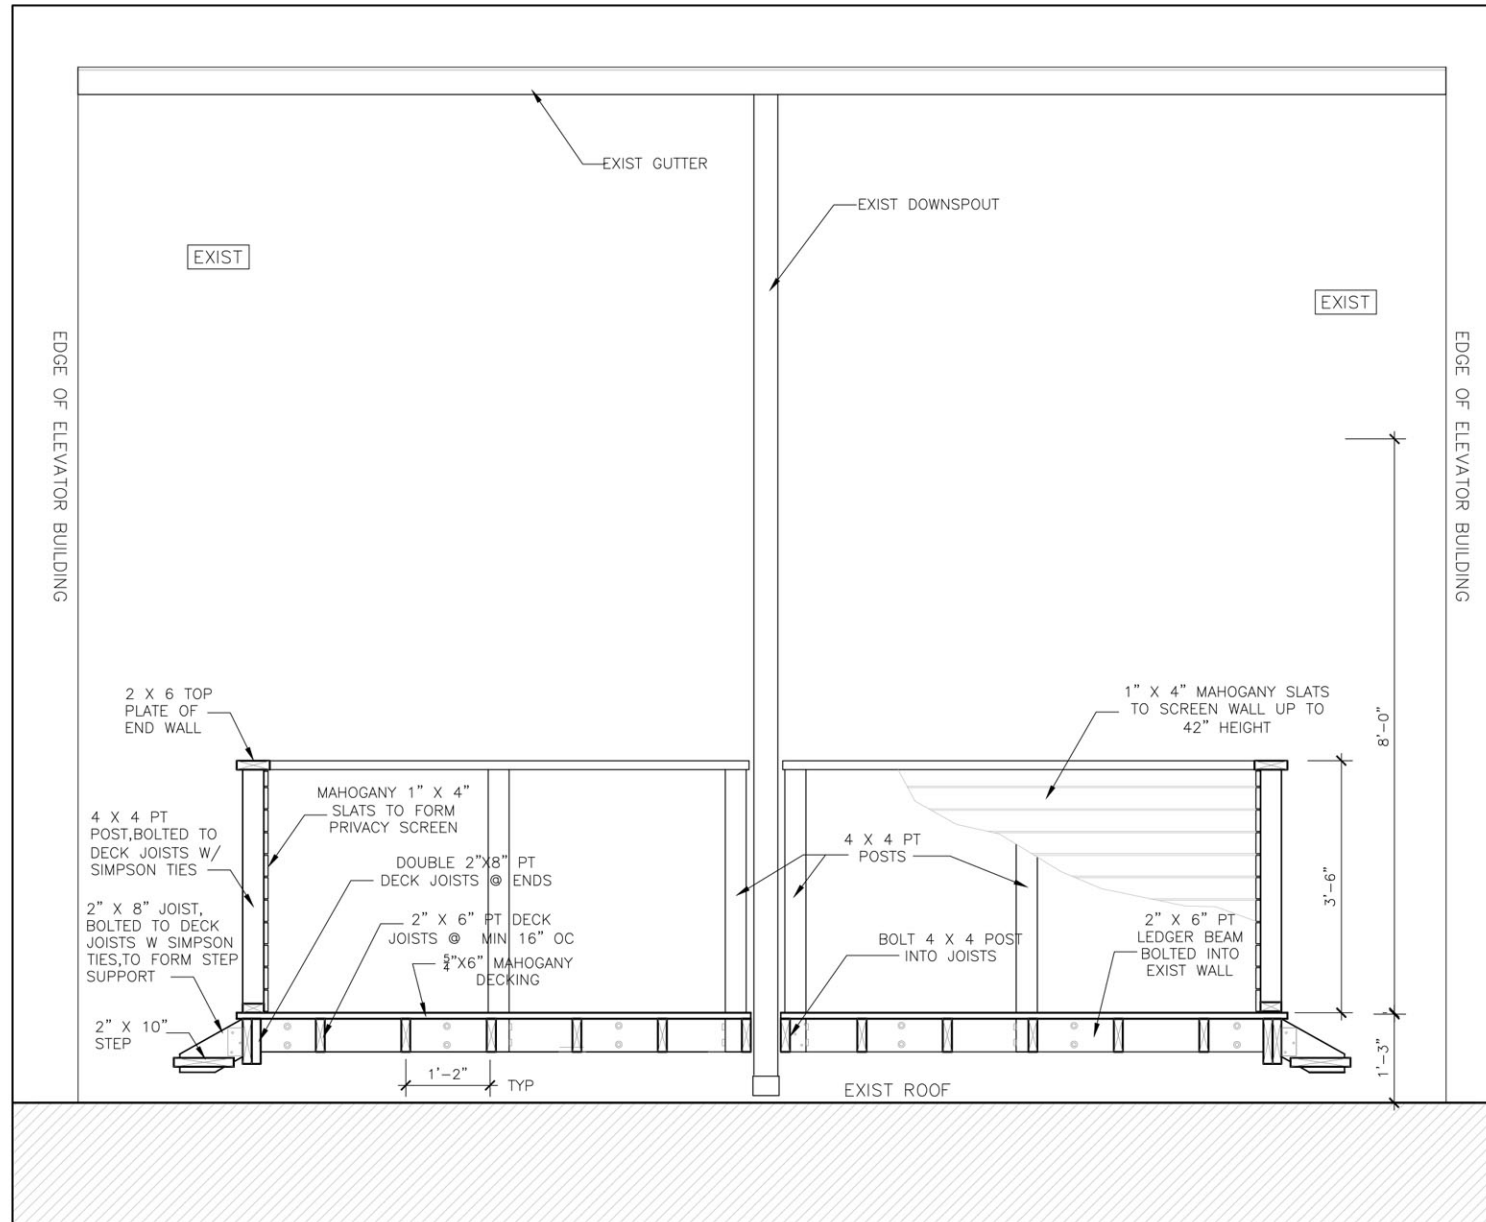 EXIST GUTTER
EXIST DOWNSPOUT
EXIST
EXIST
EDGE OF ELEVATOR BUILDING
EDGE OF ELEVATOR BUILDING
2 X 6 TOP
PLATE OF
END WALL
1" X 4" MAHOGANY SLATS
TO SCREEN WALL UP TO
42" HEIGHT
8'-0"
MAHOGANY 1" X 4"
SLATS TO FORM
PRIVACY SCREEN
4 X 4 PT
POST,BOLTED TO
DECK JOISTS W/
SIMPSON TIES
4 X 4 PT
POSTS
DOUBLE 2"X8" PT
DECK JOISTS @ ENDS
3'-6"
2" X 8" JOIST,
BOLTED TO DECK
JOISTS W SIMPSON
TIES,TO FORM STEP
SUPPORT
2" X 6" PT DECK
JOISTS @ MIN 16" OC
5/4"X6" MAHOGANY
DECKING
BOLT 4 X 4 POST
INTO JOISTS
2" X 6" PT
LEDGER BEAM
BOLTED INTO
EXIST WALL
2" X 10"
STEP
1'-2"
TYP
EXIST ROOF
1'-3"